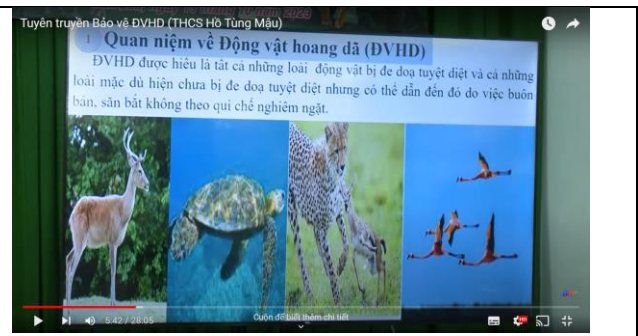 Tuyên truyền Bảo vệ ĐVHD (THCS Hồ Tùng Mậu)
1 Quan niệm về Động vật hoang dã (ĐVHD)
ĐVHD được hiểu là tất cả những loài động vật bị đe doạ tuyệt diệt và cả những
loài mặc dù hiện chưa bị đe doạ tuyệt diệt nhưng có thể dẫn đến đó do việc buôn
bán, săn bắt không theo qui chế nghiêm ngặt.
5:42 / 28:05
Cuộn để biết thêm chi tiết
HD